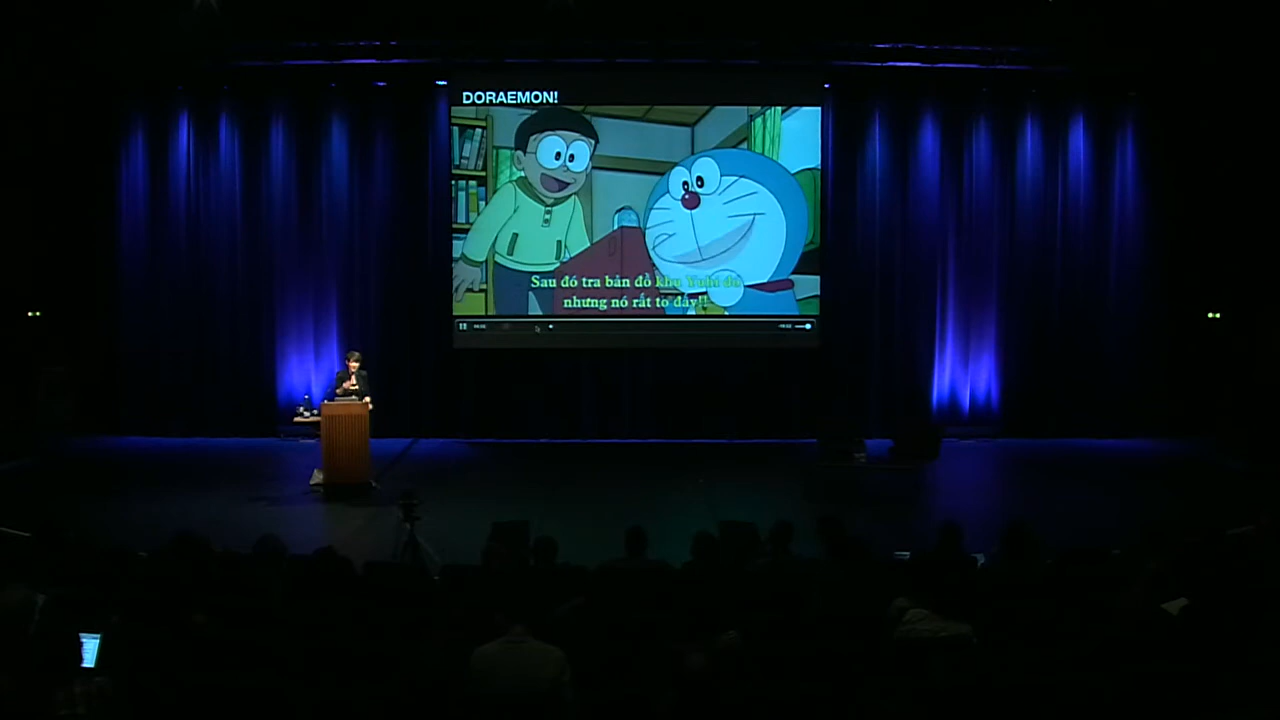 DORAEMON!
Sau đó tra bản đồ khu
nhưng nó rất to đấy!!